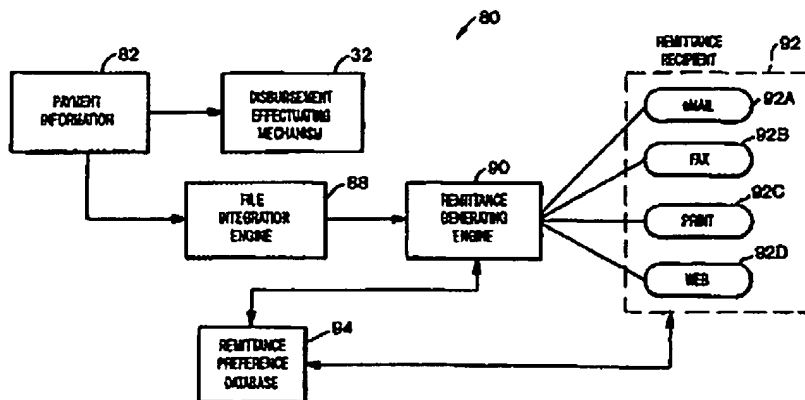 80
82
PAYMENT
INFORMATION
32
DISBURSEMENT
EFFECTUATING
MECHANISM
REMITTANCE
RECIPIENT
92
eMAIL
92A
FAX
92B
PRINT
92C
WEB
92D
88
FILE
INTEGRATION
ENGINE
90
REMITTANCE
GENERATING
ENGINE
94
REMITTANCE
PREFERENCE
DATABASE